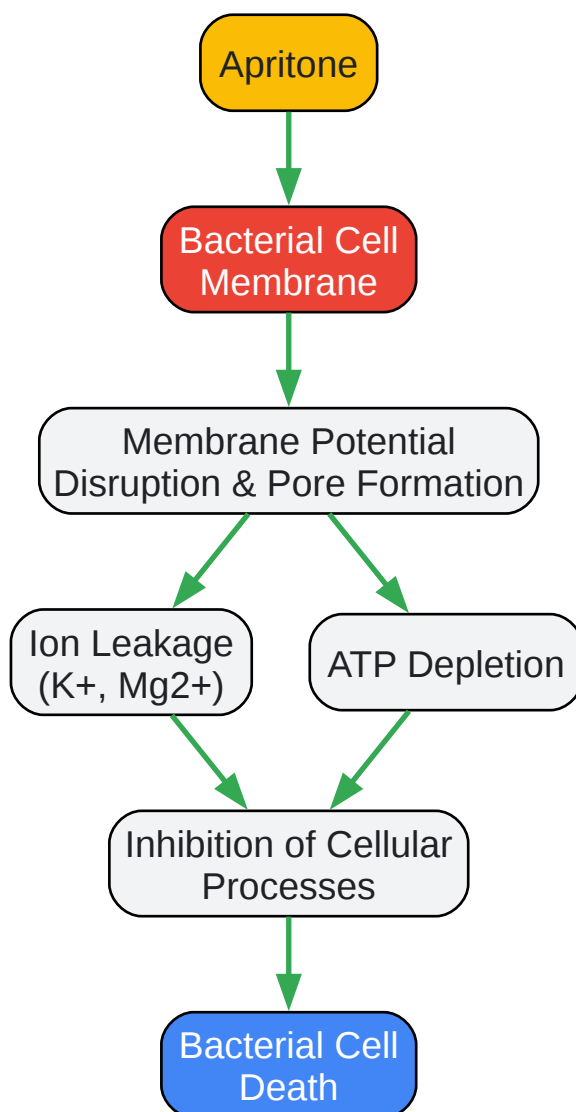 Apritone
Bacterial Cell
Membrane
Membrane Potential
Disruption & Pore Formation
Ion Leakage
(K+, Mg2+)
ATP Depletion
Inhibition of Cellular
Processes
Bacterial Cell
Death